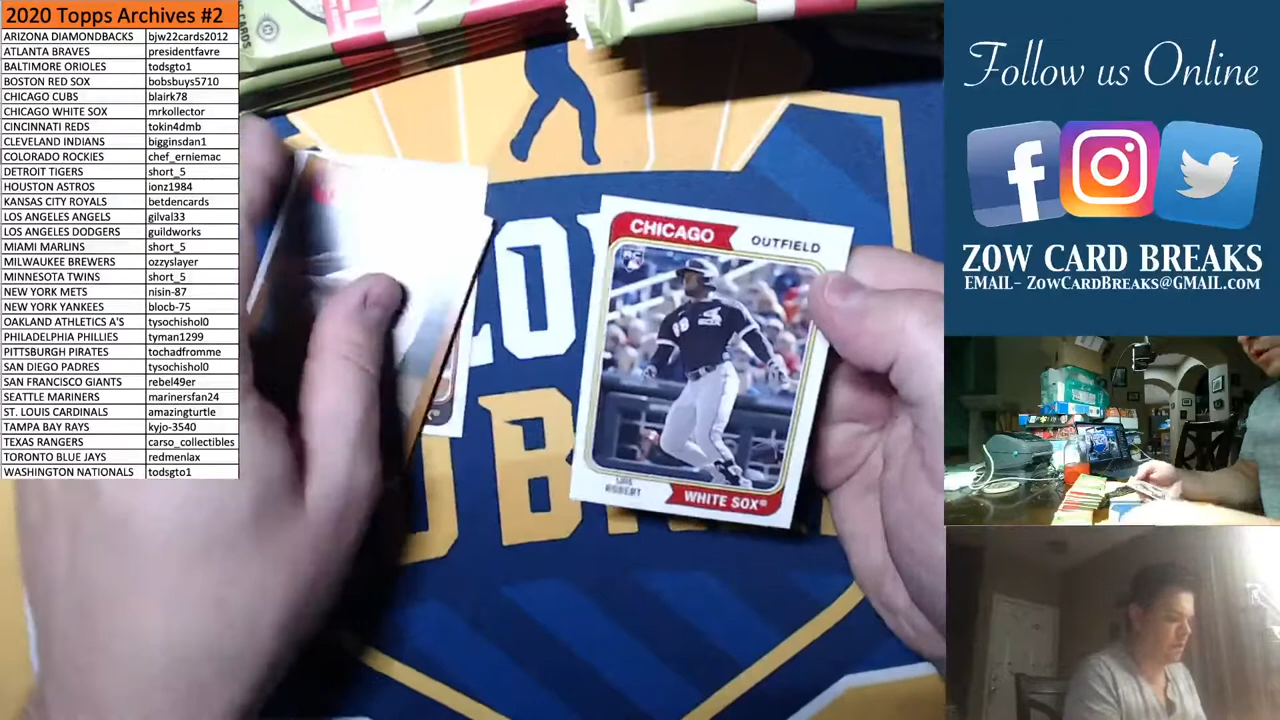 2020 Topps Archives #2
ARIZONA DIAMONDBACKS bjw22cards2012
ATLANTA BRAVES presidentfavre
BALTIMORE ORIOLES todsgto1
BOSTON RED SOX bobsbuys5710
CHICAGO CUBS blairk78
CHICAGO WHITE SOX mrkollector
CINCINNATI REDS tokin4dmb
CLEVELAND INDIANS bigginsdan1
COLORADO ROCKIES chef_erniemac
DETROIT TIGERS short_5
HOUSTON ASTROS ionz1984
KANSAS CITY ROYALS betdencards
LOS ANGELES ANGELS gilval33
LOS ANGELES DODGERS guildworks
MIAMI MARLINS short_5
MILWAUKEE BREWERS ozzyslayer
MINNESOTA TWINS short_5
NEW YORK METS nisin-87
NEW YORK YANKEES blocb-75
OAKLAND ATHLETICS A'S tysochishol0
PHILADELPHIA PHILLIES tyman1299
PITTSBURGH PIRATES tochadfromme
SAN DIEGO PADRES tysochishol0
SAN FRANCISCO GIANTS rebel49er
SEATTLE MARINERS marinersfan24
ST. LOUIS CARDINALS amazingturtle
TAMPA BAY RAYS kyjo-3540
TEXAS RANGERS carso_collectibles
TORONTO BLUE JAYS redmenlax
WASHINGTON NATIONALS todsgto1
CHICAGO OUTFIELD
RC
LUIS
ROBERT
WHITE SOX®
Follow us Online
ZOW CARD BREAKS
EMAIL- ZowCardBreaks@gmail.com